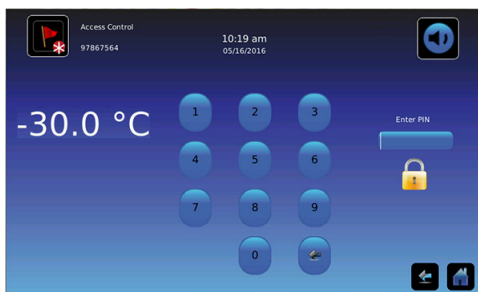 Access Control
97867564
10:19 am
05/16/2016
-30.0 °C
1 2 3
4 5 6
7 8 9
0
Enter PIN